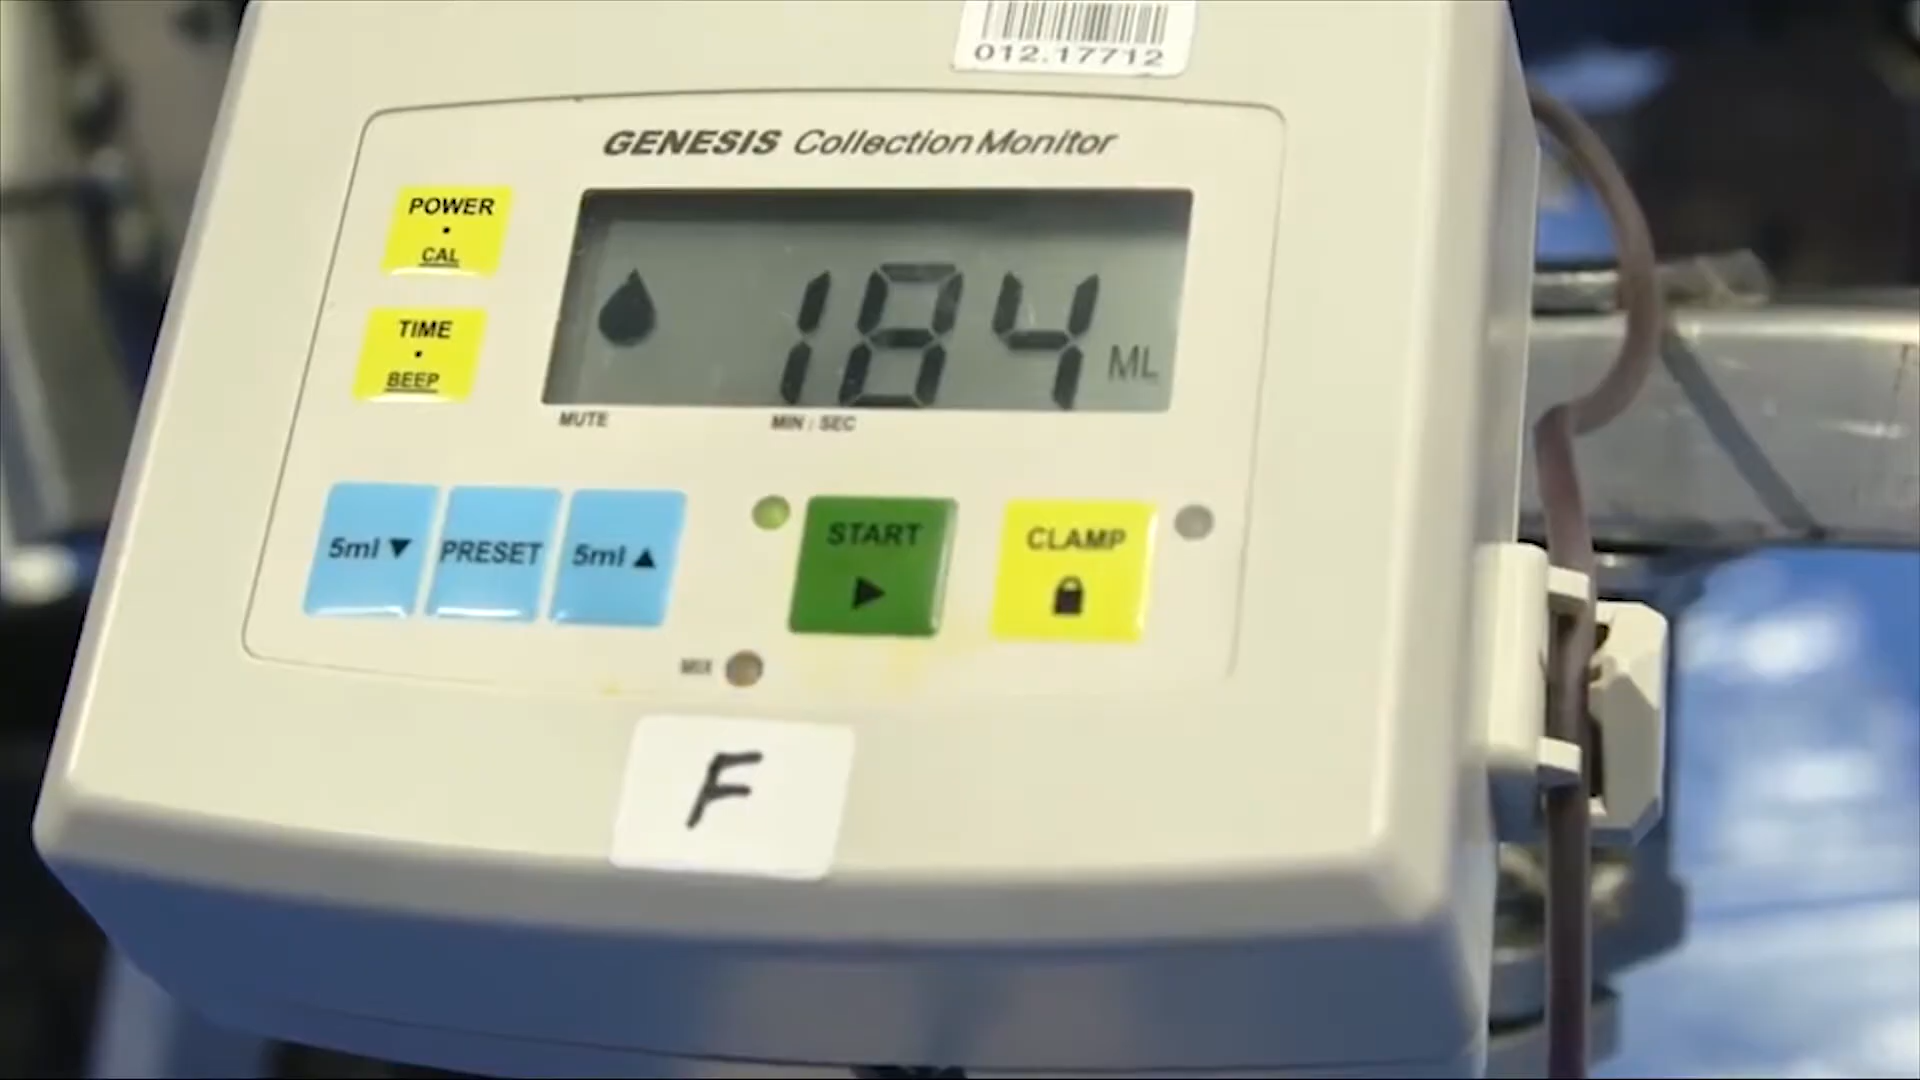 012.17712
GENESIS Collection Monitor
POWER
CAL
TIME
BEEP
184 ML
MUTE
MIN : SEC
5ml ▼
PRESET
5ml ▲
START
CLAMP
MIX
F